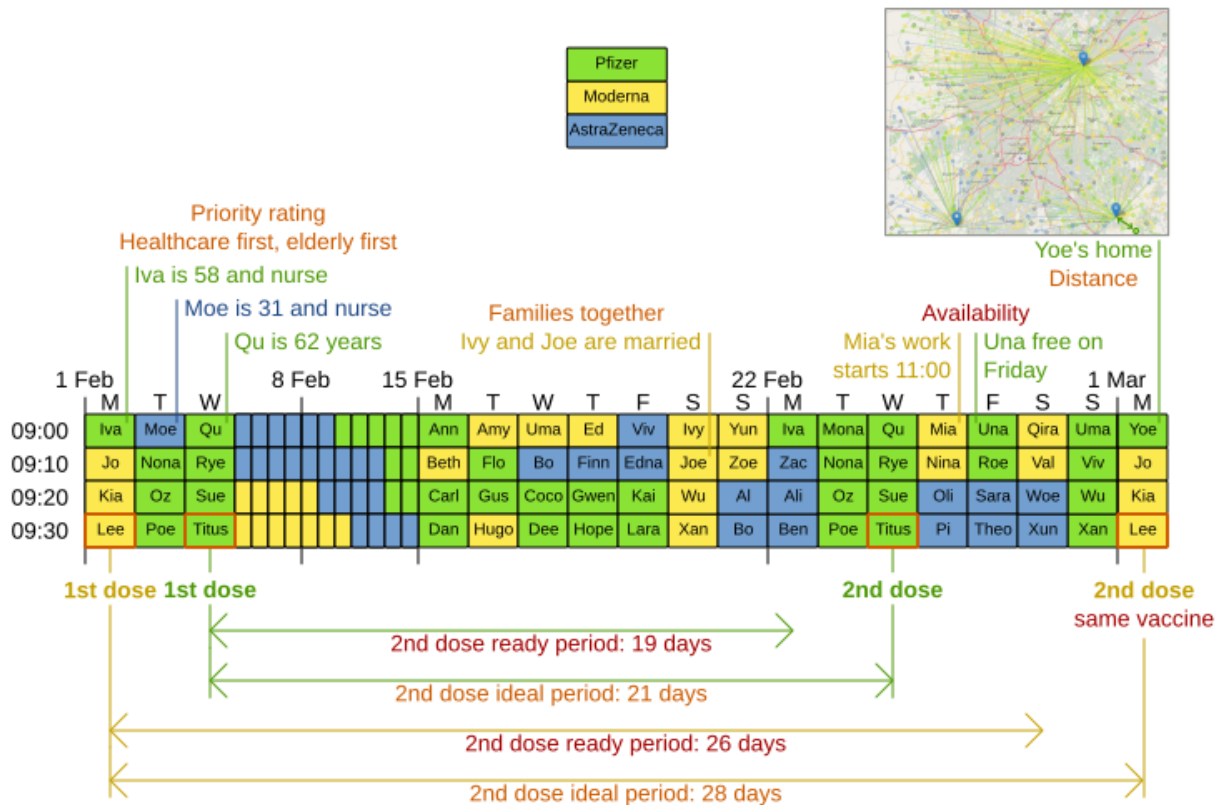 Pfizer
Moderna
AstraZeneca
Priority rating
Healthcare first, elderly first
Iva is 58 and nurse
Moe is 31 and nurse
Qu is 62 years
Families together
Ivy and Joe are married
Availability
Mia's work
starts 11:00
Una free on
Friday
Yoe's home
Distance
1 Feb 8 Feb 15 Feb 22 Feb 1 Mar
M T W M T W T F S S M T W T F S S M
09:00 Iva Moe Qu Ann Amy Uma Ed Viv Ivy Yun Iva Mona Qu Mia Una Qira Uma Yoe
09:10 Jo Nona Rye Beth Flo Bo Finn Edna Joe Zoe Zac Nona Rye Nina Roe Val Viv Jo
09:20 Kia Oz Sue Carl Gus Coco Gwen Kai Wu Al Ali Oz Sue Oli Sara Woe Wu Kia
09:30 Lee Poe Titus Dan Hugo Dee Hope Lara Xan Bo Ben Poe Titus Pi Theo Xun Xan Lee
1st dose 1st dose 2nd dose 2nd dose
same vaccine
2nd dose ready period: 19 days
2nd dose ideal period: 21 days
2nd dose ready period: 26 days
2nd dose ideal period: 28 days